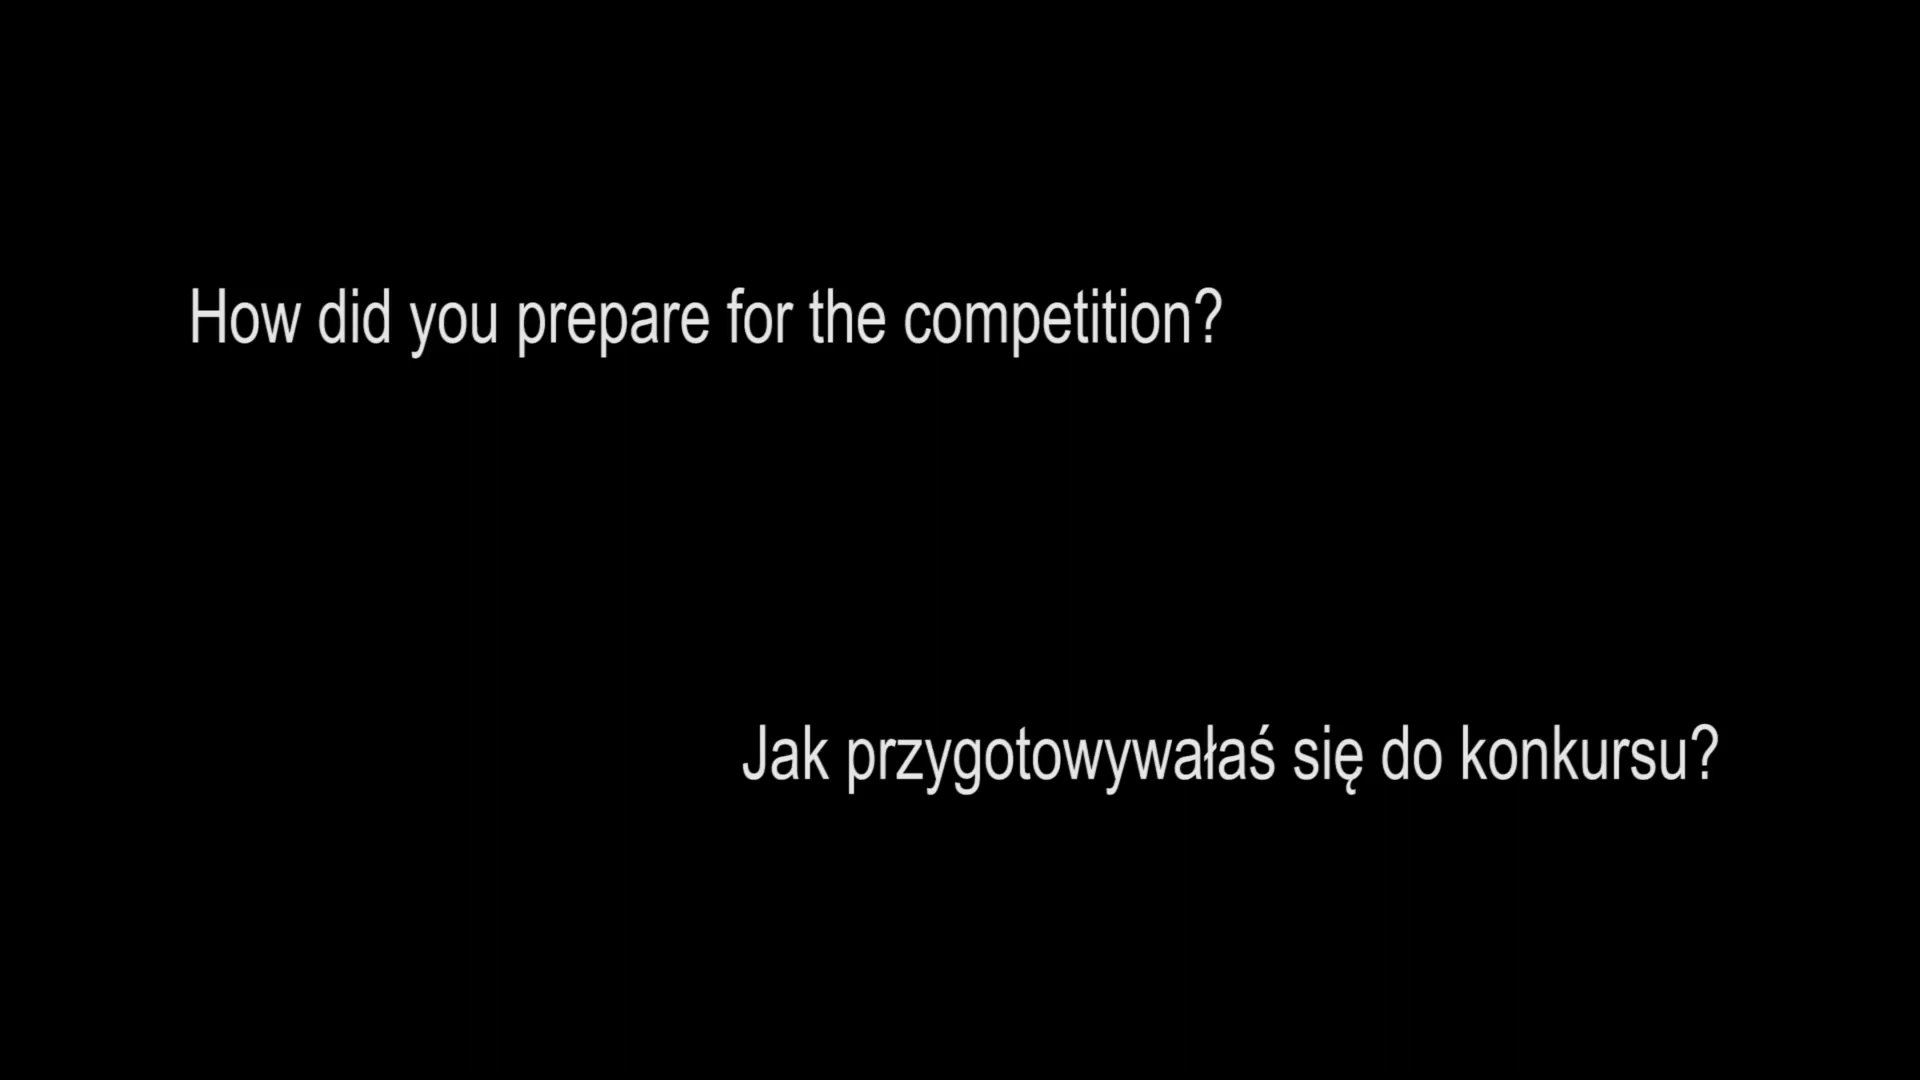 How did you prepare for the competition?
Jak przygotowywałaś się do konkursu?